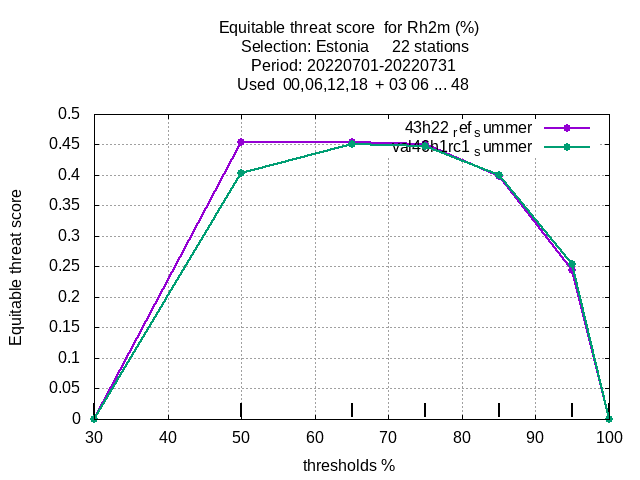 Equitable threat score  for Rh2m (%)
Selection: Estonia     22 stations
Period: 20220701-20220731
Used  00,06,12,18  + 03 06 ... 48
0.5
0.45
0.4
0.35
0.3
0.25
0.2
0.15
0.1
0.05
0
Equitable threat score
43h22 ref summer
val46h1rc1 summer
30 40 50 60 70 80 90 100
thresholds %